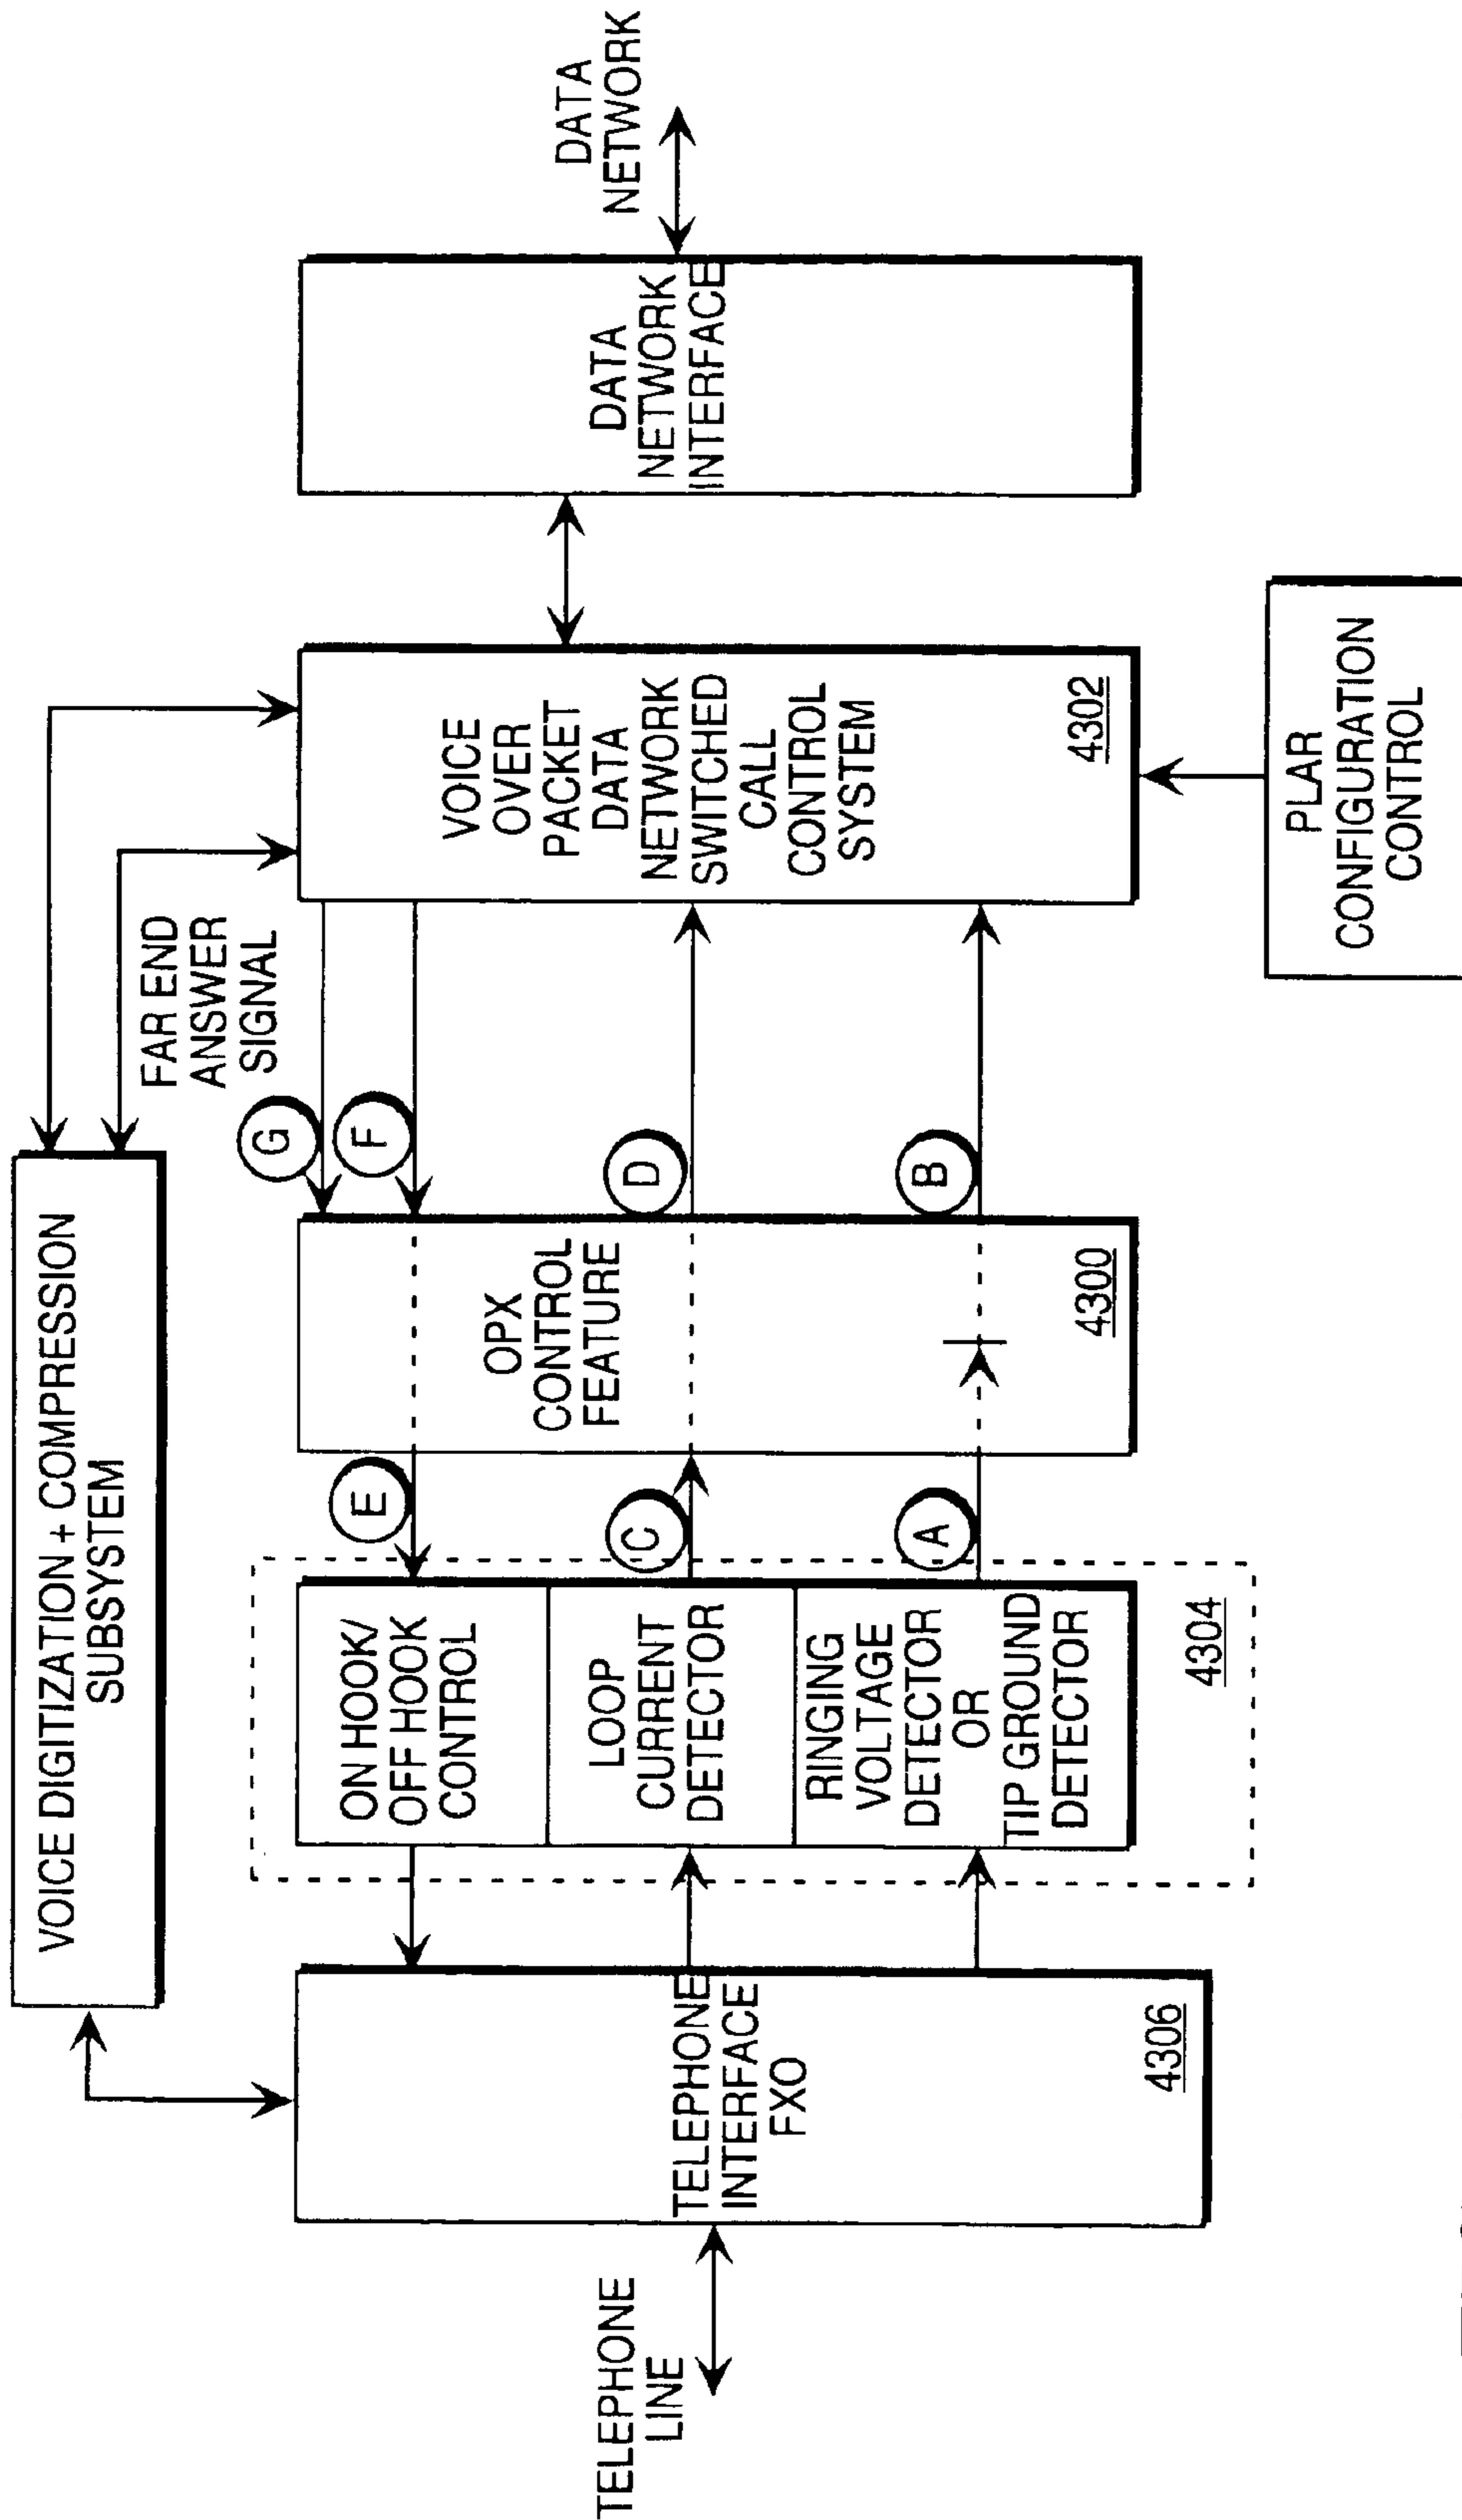 VOICE DIGITIZATION + COMPRESSION
SUBSYSTEM
FAR END
ANSWER
SIGNAL
TELEPHONE
LINE
TELEPHONE
INTERFACE
FXO
4306
ON HOOK/
OFF HOOK
CONTROL
LOOP
CURRENT
DETECTOR
RINGING
VOLTAGE
DETECTOR
OR
TIP GROUND
DETECTOR
4304
E
C
A
OPX
CONTROL
FEATURE
4300
G
F
D
B
VOICE
OVER
PACKET
DATA
NETWORK
SWITCHED
CALL
CONTROL
SYSTEM
4302
DATA
NETWORK
INTERFACE
DATA
NETWORK
PLAR
CONFIGURATION
CONTROL